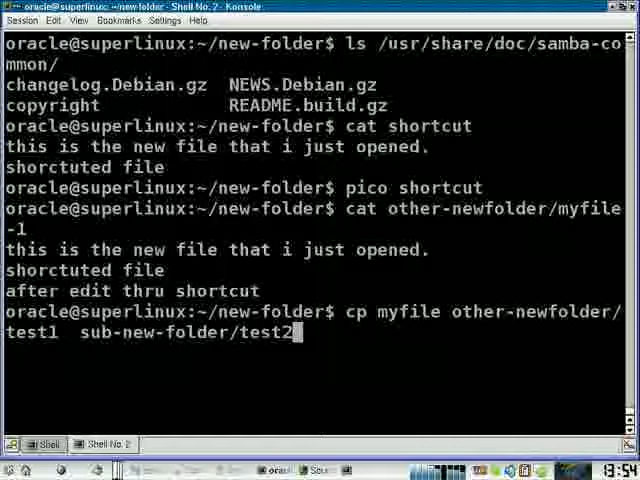 oracle@superlinux:~/new-folder - Shell No. 2 - Konsole
Session Edit View Bookmarks Settings Help
oracle@superlinux:~/new-folder$ ls /usr/share/doc/samba-co
mmon/
changelog.Debian.gz  NEWS.Debian.gz
copyright            README.build.gz
oracle@superlinux:~/new-folder$ cat shortcut
this is the new file that i just opened.
shorctuted file
oracle@superlinux:~/new-folder$ pico shortcut
oracle@superlinux:~/new-folder$ cat other-newfolder/myfile
-1
this is the new file that i just opened.
shorctuted file
after edit thru shortcut
oracle@superlinux:~/new-folder$ cp myfile other-newfolder/
test1  sub-new-folder/test2
Shell Shell No. 2
13:54